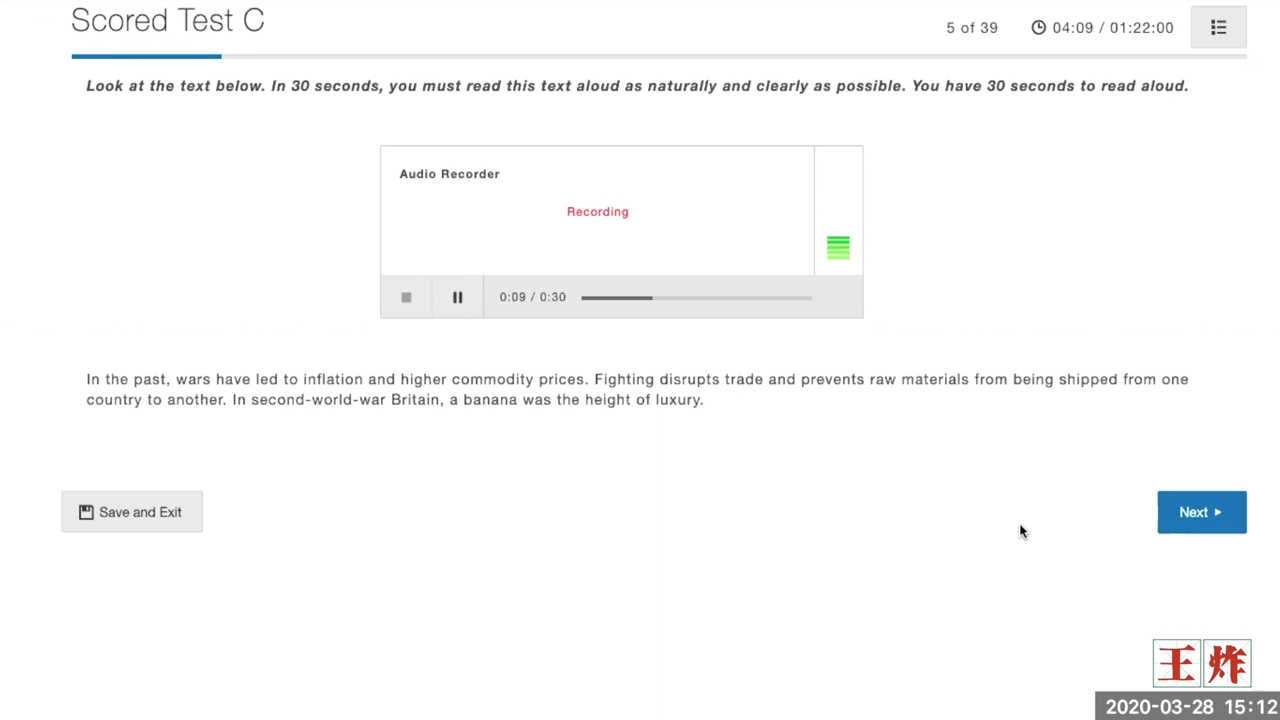 Scored Test C
5 of 39
04:09 / 01:22:00
Look at the text below. In 30 seconds, you must read this text aloud as naturally and clearly as possible. You have 30 seconds to read aloud.
Audio Recorder
Recording
0:09 / 0:30
In the past, wars have led to inflation and higher commodity prices. Fighting disrupts trade and prevents raw materials from being shipped from one
country to another. In second-world-war Britain, a banana was the height of luxury.
Save and Exit
Next
王炸
2020-03-28 15:12